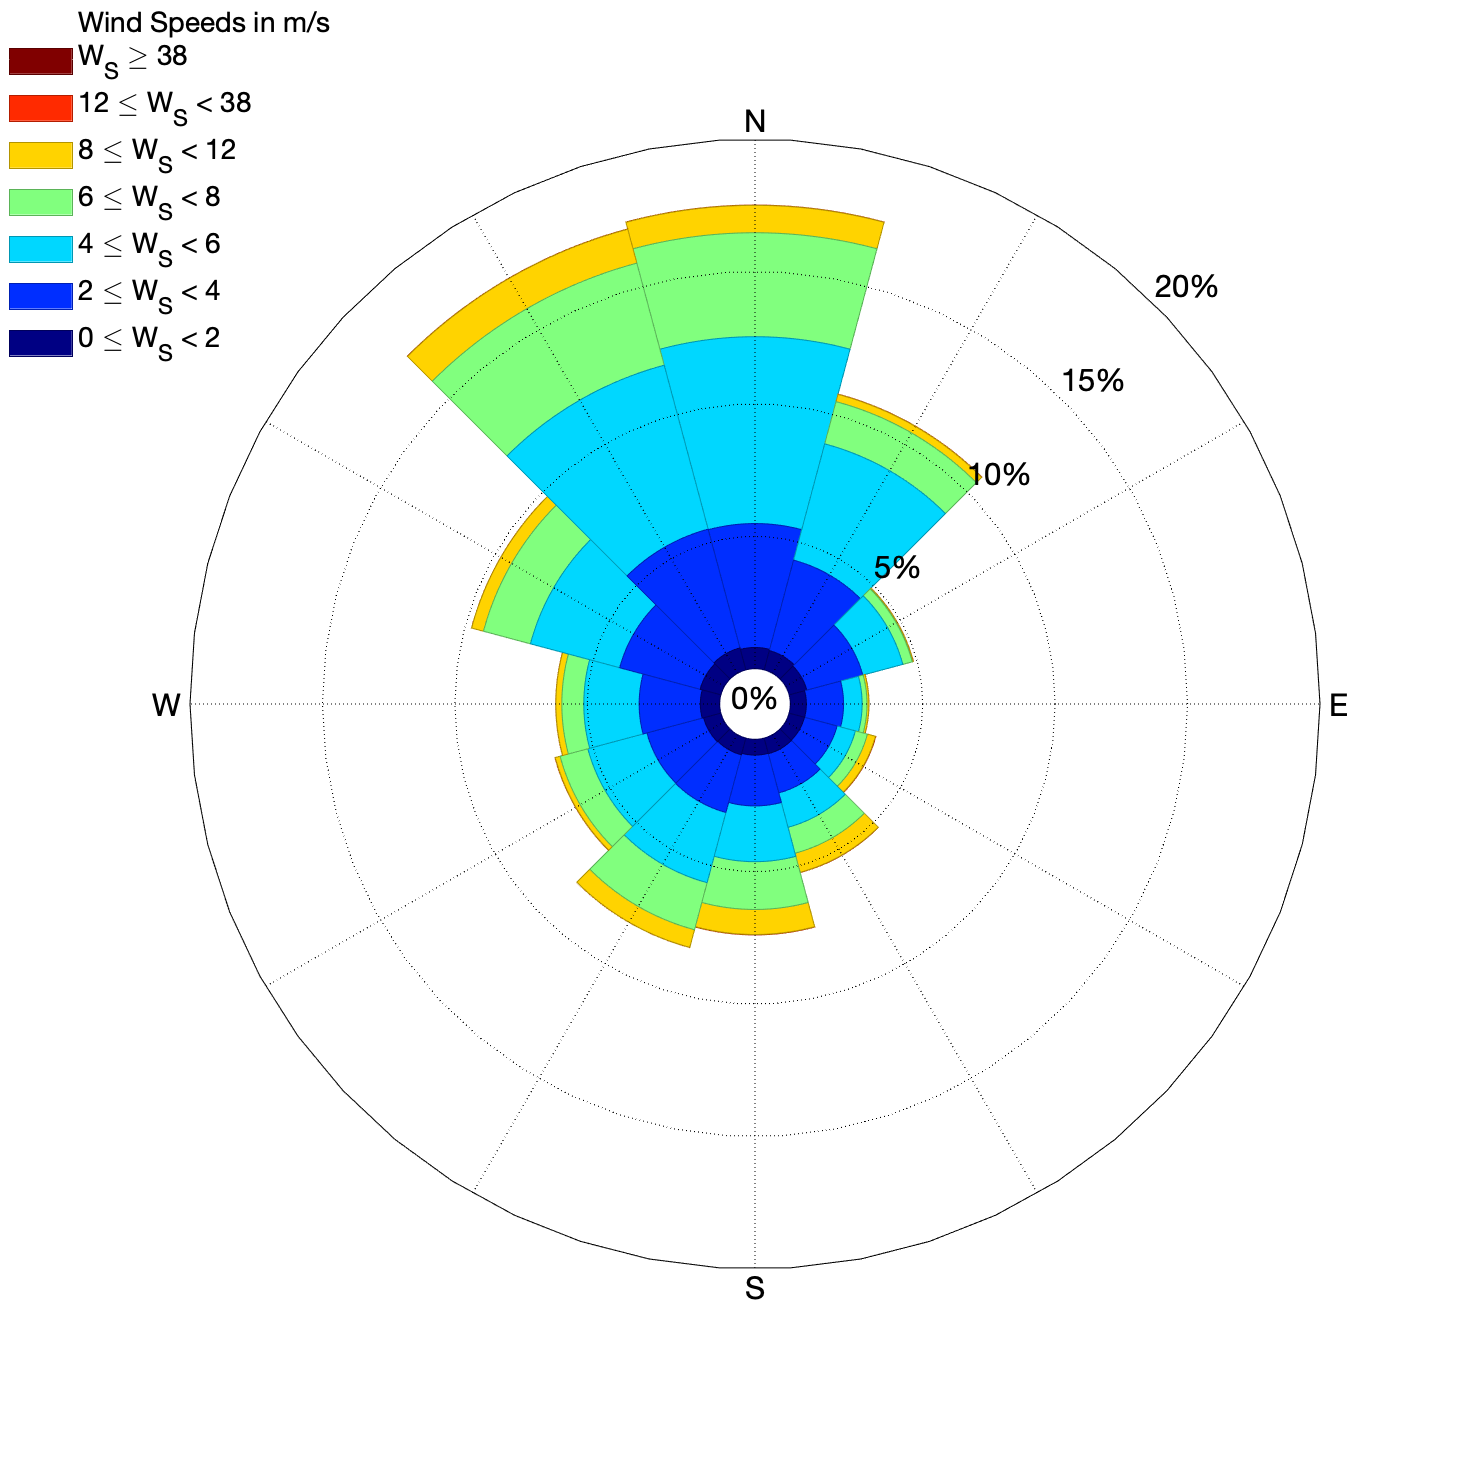 Wind Speeds in m/s
W_S ≥ 38
12 ≤ W_S < 38
8 ≤ W_S < 12
6 ≤ W_S < 8
4 ≤ W_S < 6
2 ≤ W_S < 4
0 ≤ W_S < 2
N
20%
15%
10%
5%
0%
W
E
S